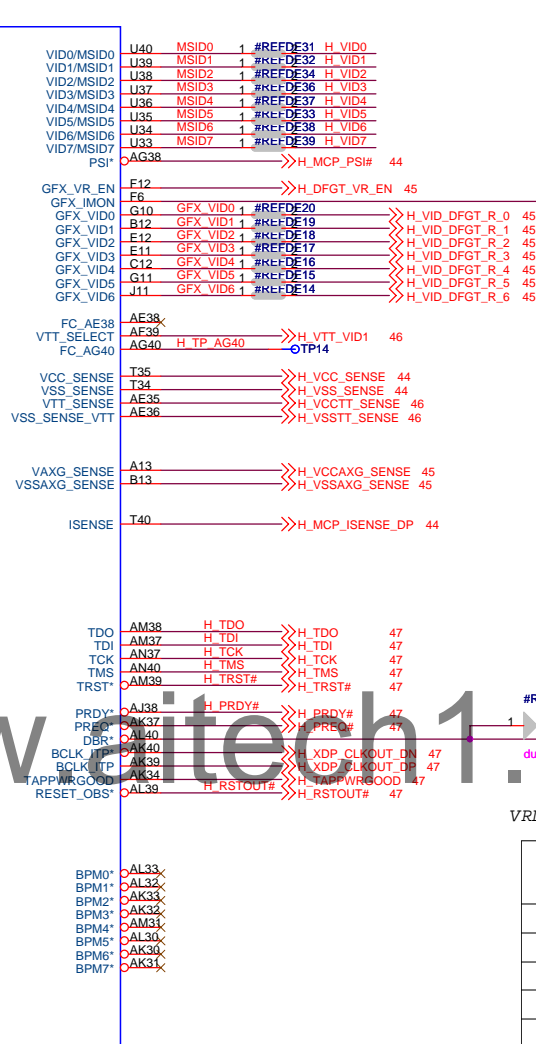 VID0/MSID0 U40 MSID0 1 #REFDE31 H_VID0
VID1/MSID1 U39 MSID1 1 #REFDE32 H_VID1
VID2/MSID2 U38 MSID2 1 #REFDE34 H_VID2
VID3/MSID3 U37 MSID3 1 #REFDE36 H_VID3
VID4/MSID4 U36 MSID4 1 #REFDE37 H_VID4
VID5/MSID5 U35 MSID5 1 #REFDE33 H_VID5
VID6/MSID6 U34 MSID6 1 #REFDE38 H_VID6
VID7/MSID7 U33 MSID7 1 #REFDE39 H_VID7
PSI* AG38 H_MCP_PSI# 44
GFX_VR_EN F12 H_DFGT_VR_EN 45
GFX_IMON F6
GFX_VID0 G10 GFX_VID0 1 #REFDE20 H_VID_DFGT_R_0 45
GFX_VID1 B12 GFX_VID1 1 #REFDE19 H_VID_DFGT_R_1 45
GFX_VID2 E12 GFX_VID2 1 #REFDE18 H_VID_DFGT_R_2 45
GFX_VID3 E11 GFX_VID3 1 #REFDE17 H_VID_DFGT_R_3 45
GFX_VID4 C12 GFX_VID4 1 #REFDE16 H_VID_DFGT_R_4 45
GFX_VID5 G11 GFX_VID5 1 #REFDE15 H_VID_DFGT_R_5 45
GFX_VID6 J11 GFX_VID6 1 #REFDE14 H_VID_DFGT_R_6 45
FC_AE38 AE38
VTT_SELECT AF39 H_VTT_VID1 46
FC_AG40 AG40 H_TP_AG40 TP14
VCC_SENSE T35 H_VCC_SENSE 44
VSS_SENSE T34 H_VSS_SENSE 44
VTT_SENSE AE35 H_VCCTT_SENSE 46
VSS_SENSE_VTT AE36 H_VSSTT_SENSE 46
VAXG_SENSE A13 H_VCCAXG_SENSE 45
VSSAXG_SENSE B13 H_VSSAXG_SENSE 45
ISENSE T40 H_MCP_ISENSE_DP 44
TDO AM38 H_TDO H_TDO 47
TDI AM37 H_TDI H_TDI 47
TCK AN37 H_TCK H_TCK 47
TMS AN40 H_TMS H_TMS 47
TRST* AM39 H_TRST# H_TRST# 47
PRDY* AJ38 H_PRDY# H_PRDY# 47
PREQ* AK37 H_PREQ# 47 1
DBR* AL40
BCLK_ITP* AK40 H_XDP_CLKOUT_DN 47
BCLK_ITP AK39 H_XDP_CLKOUT_DP 47
TAPPWRGOOD AK34 H_TAPPWRGOOD 47
RESET_OBS* AL39 H_RSTOUT# H_RSTOUT# 47
w.aitech1.
BPM0* AL33
BPM1* AL32
BPM2* AK33
BPM3* AK32
BPM4* AM31
BPM5* AL30
BPM6* AK30
BPM7* AK31